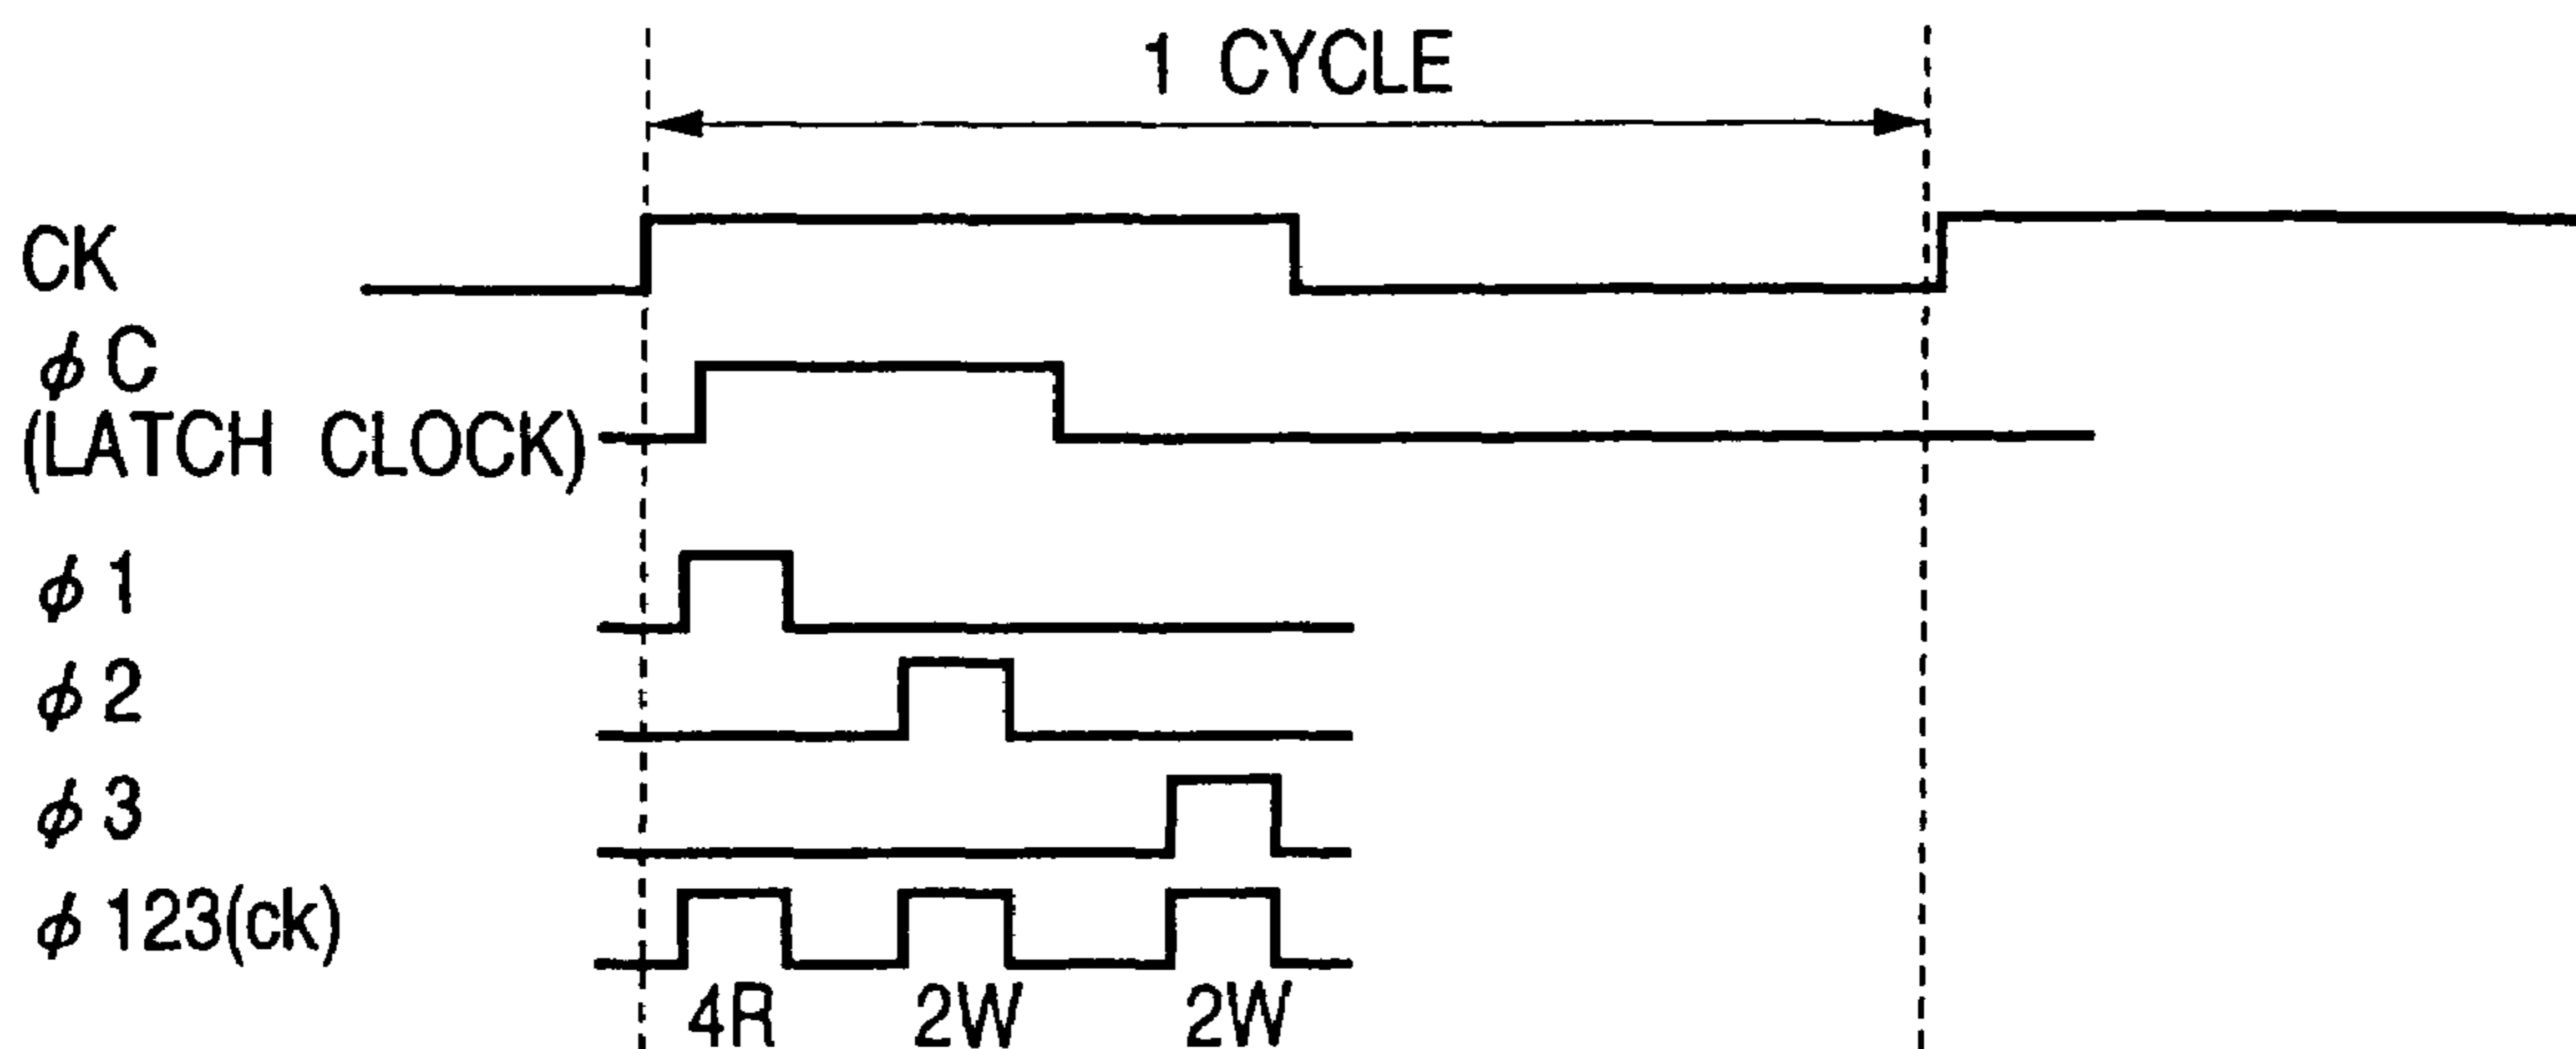 1 CYCLE
CK
ϕC
(LATCH CLOCK)
ϕ1
ϕ2
ϕ3
ϕ123(ck)
4R 2W 2W